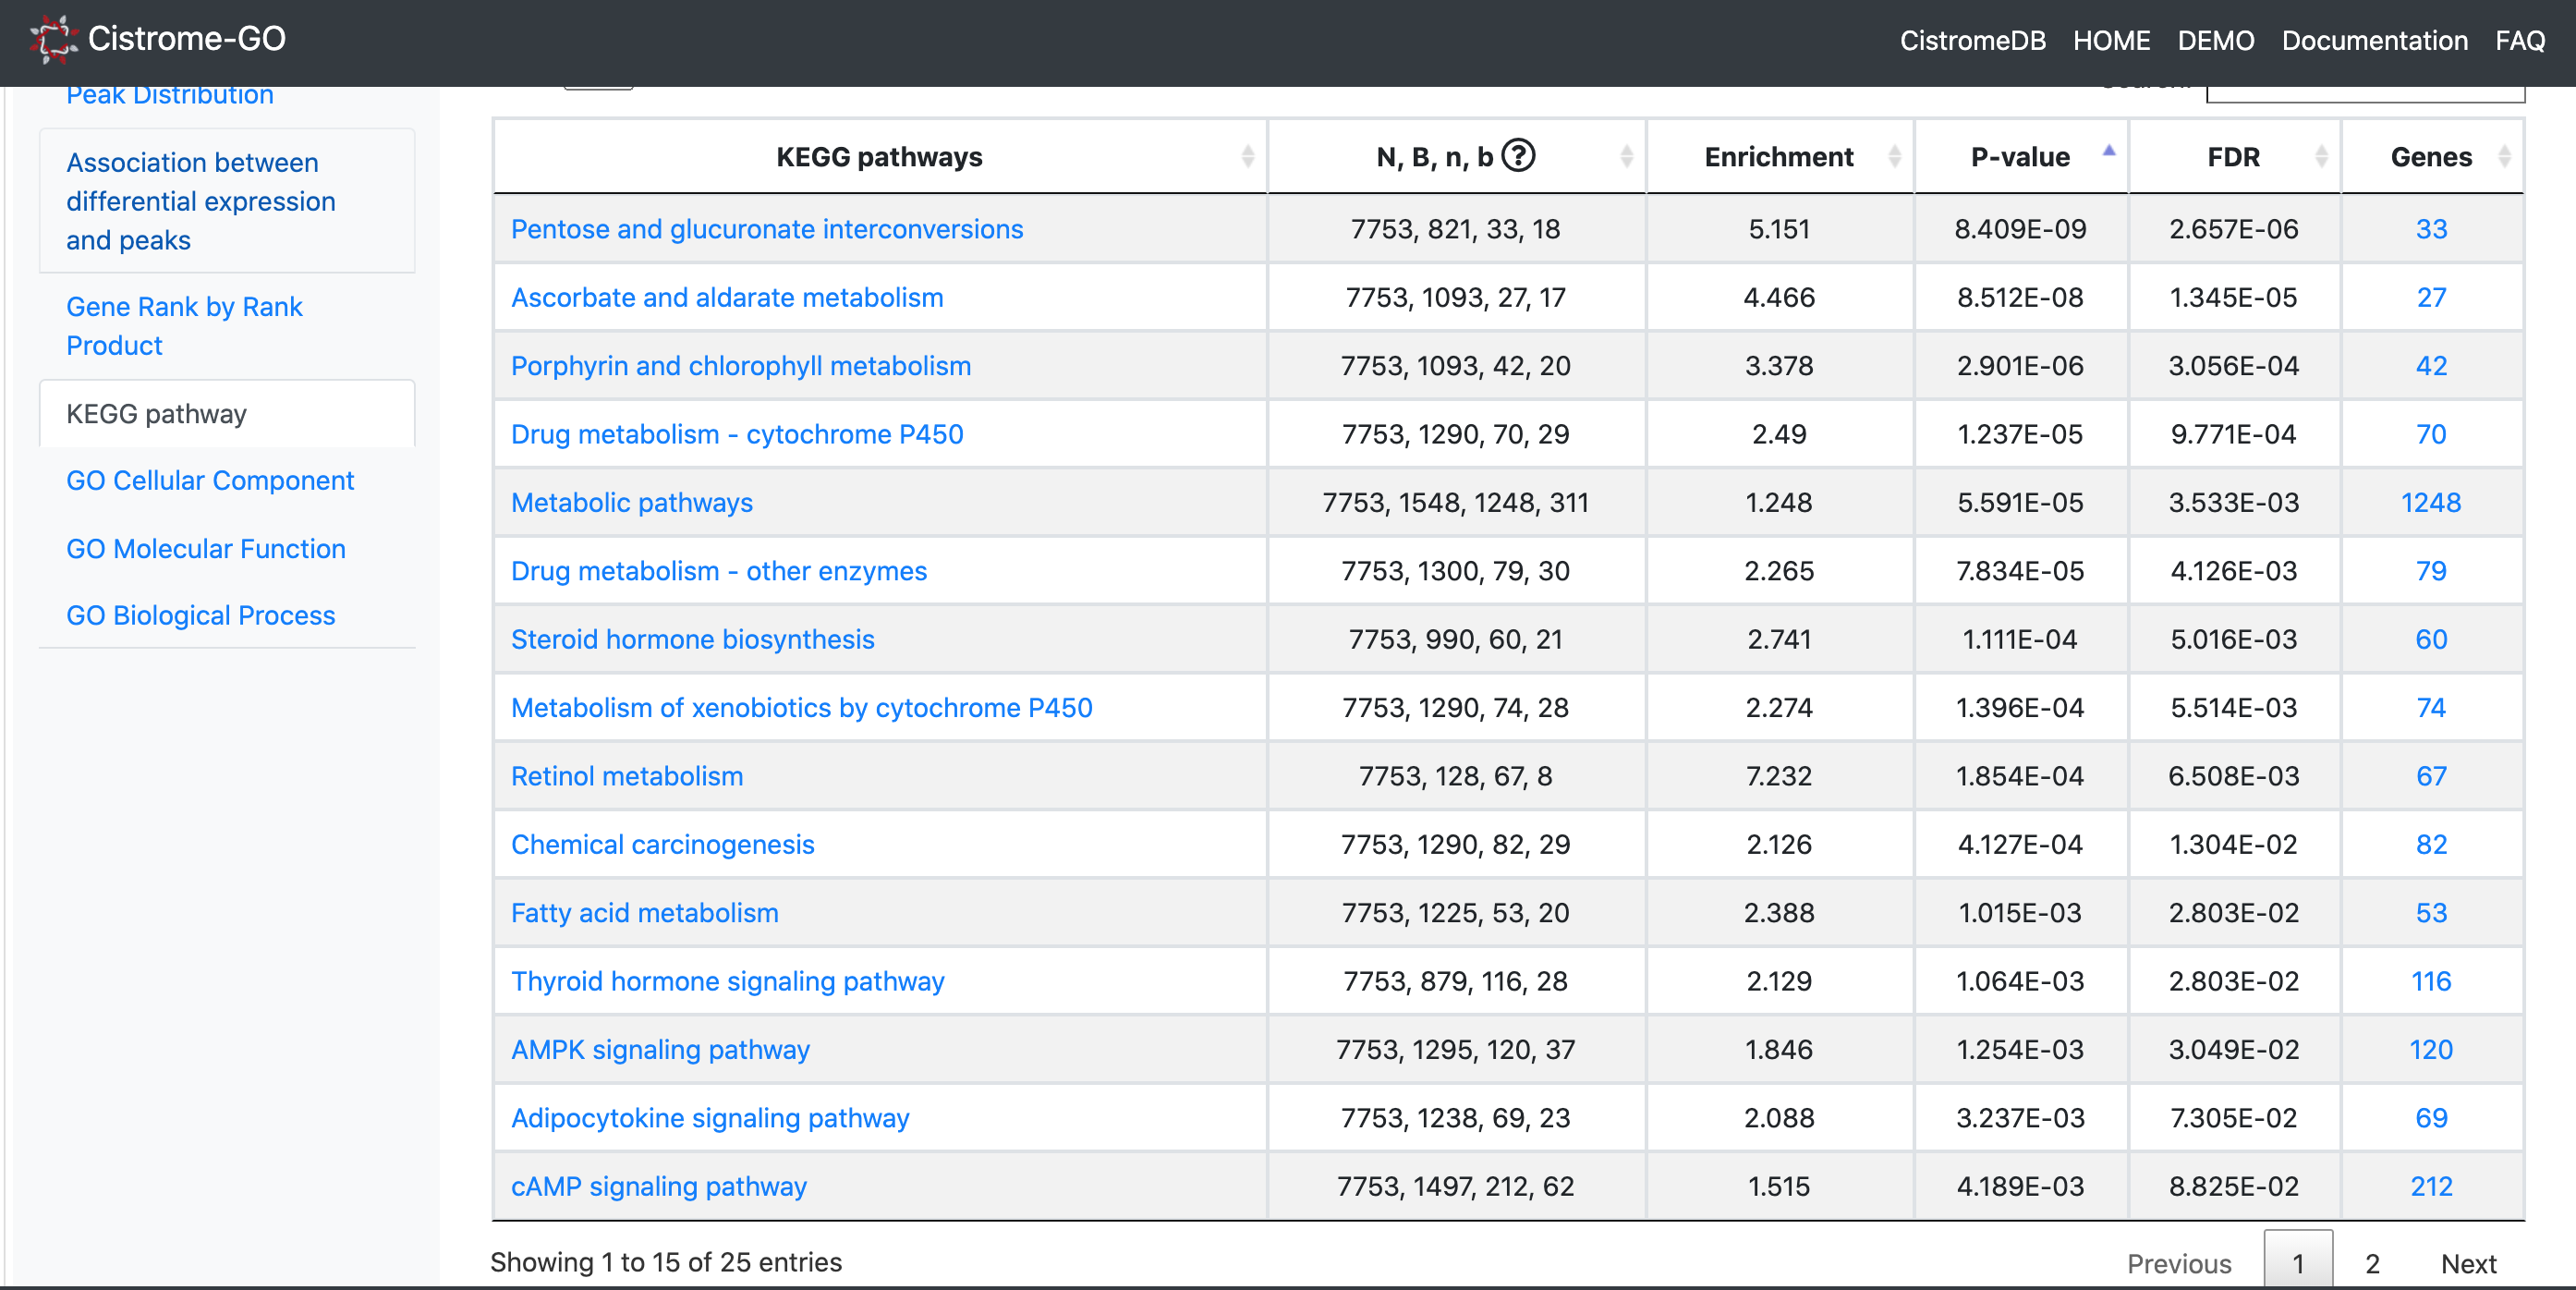 Cistrome-GO
CistromeDB HOME DEMO Documentation FAQ
Peak Distribution
Association between
differential expression
and peaks
Gene Rank by Rank
Product
KEGG pathway
GO Cellular Component
GO Molecular Function
GO Biological Process
KEGG pathways N, B, n, b ? Enrichment P-value FDR Genes
Pentose and glucuronate interconversions 7753, 821, 33, 18 5.151 8.409E-09 2.657E-06 33
Ascorbate and aldarate metabolism 7753, 1093, 27, 17 4.466 8.512E-08 1.345E-05 27
Porphyrin and chlorophyll metabolism 7753, 1093, 42, 20 3.378 2.901E-06 3.056E-04 42
Drug metabolism - cytochrome P450 7753, 1290, 70, 29 2.49 1.237E-05 9.771E-04 70
Metabolic pathways 7753, 1548, 1248, 311 1.248 5.591E-05 3.533E-03 1248
Drug metabolism - other enzymes 7753, 1300, 79, 30 2.265 7.834E-05 4.126E-03 79
Steroid hormone biosynthesis 7753, 990, 60, 21 2.741 1.111E-04 5.016E-03 60
Metabolism of xenobiotics by cytochrome P450 7753, 1290, 74, 28 2.274 1.396E-04 5.514E-03 74
Retinol metabolism 7753, 128, 67, 8 7.232 1.854E-04 6.508E-03 67
Chemical carcinogenesis 7753, 1290, 82, 29 2.126 4.127E-04 1.304E-02 82
Fatty acid metabolism 7753, 1225, 53, 20 2.388 1.015E-03 2.803E-02 53
Thyroid hormone signaling pathway 7753, 879, 116, 28 2.129 1.064E-03 2.803E-02 116
AMPK signaling pathway 7753, 1295, 120, 37 1.846 1.254E-03 3.049E-02 120
Adipocytokine signaling pathway 7753, 1238, 69, 23 2.088 3.237E-03 7.305E-02 69
cAMP signaling pathway 7753, 1497, 212, 62 1.515 4.189E-03 8.825E-02 212
Showing 1 to 15 of 25 entries
Previous 1 2 Next